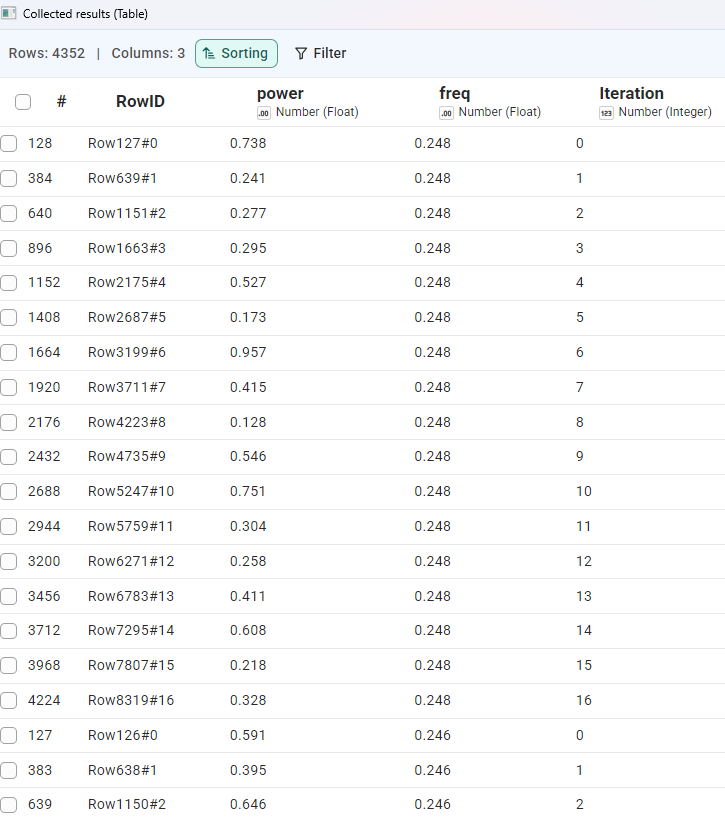 Collected results (Table)
Rows: 4352 | Columns: 3 Sorting Filter
# RowID power freq Iteration
.00 Number (Float) .00 Number (Float) 123 Number (Integer)
128 Row127#0 0.738 0.248 0
384 Row639#1 0.241 0.248 1
640 Row1151#2 0.277 0.248 2
896 Row1663#3 0.295 0.248 3
1152 Row2175#4 0.527 0.248 4
1408 Row2687#5 0.173 0.248 5
1664 Row3199#6 0.957 0.248 6
1920 Row3711#7 0.415 0.248 7
2176 Row4223#8 0.128 0.248 8
2432 Row4735#9 0.546 0.248 9
2688 Row5247#10 0.751 0.248 10
2944 Row5759#11 0.304 0.248 11
3200 Row6271#12 0.258 0.248 12
3456 Row6783#13 0.411 0.248 13
3712 Row7295#14 0.608 0.248 14
3968 Row7807#15 0.218 0.248 15
4224 Row8319#16 0.328 0.248 16
127 Row126#0 0.591 0.246 0
383 Row638#1 0.395 0.246 1
639 Row1150#2 0.646 0.246 2